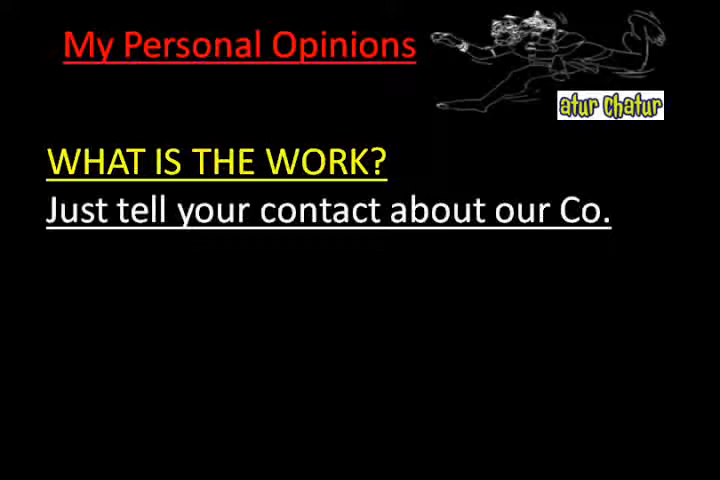 My Personal Opinions
atur Chatur
WHAT IS THE WORK?
Just tell your contact about our Co.